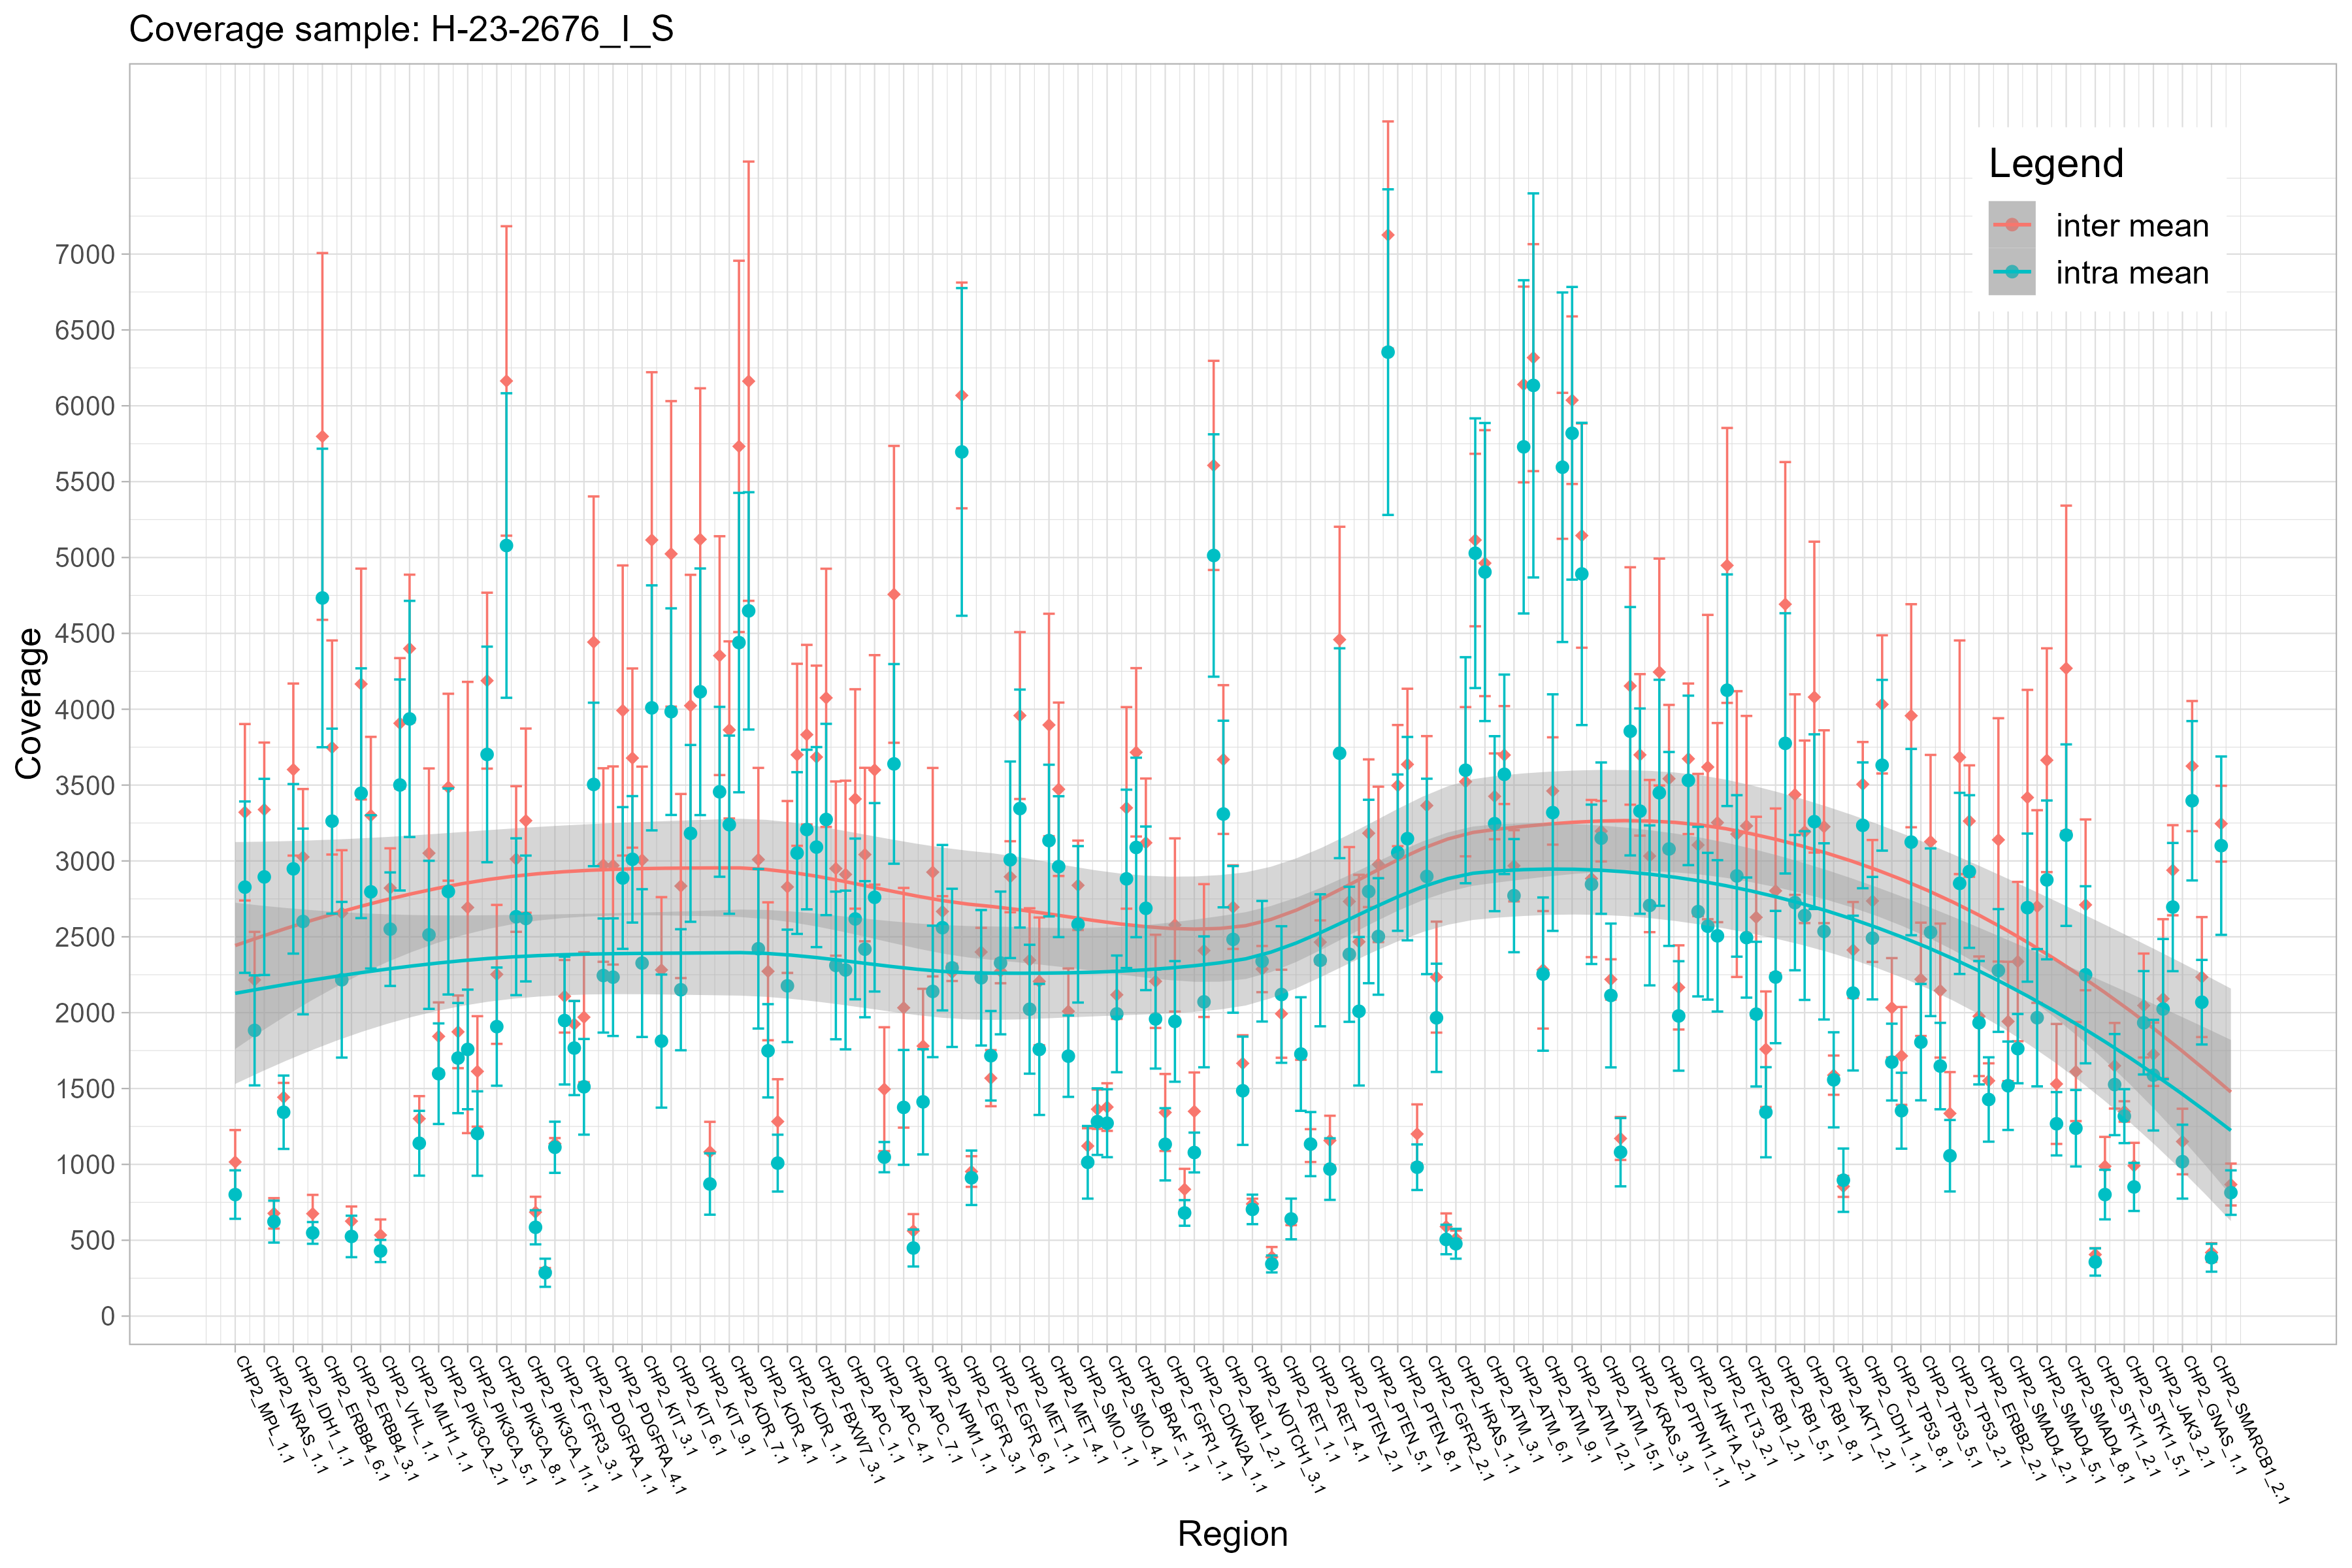 Coverage sample: H-23-2676_I_S
Legend
inter mean
intra mean
Coverage
7000
6500
6000
5500
5000
4500
4000
3500
3000
2500
2000
1500
1000
500
0
CHP2_MPL_1.1
CHP2_NRAS_1.1
CHP2_IDH1_1.1
CHP2_ERBB4_6.1
CHP2_ERBB4_3.1
CHP2_VHL_1.1
CHP2_MLH1_1.1
CHP2_PIK3CA_2.1
CHP2_PIK3CA_5.1
CHP2_PIK3CA_8.1
CHP2_PIK3CA_11.1
CHP2_FGFR3_3.1
CHP2_PDGFRA_1.1
CHP2_PDGFRA_4.1
CHP2_KIT_3.1
CHP2_KIT_6.1
CHP2_KIT_9.1
CHP2_KDR_7.1
CHP2_KDR_4.1
CHP2_KDR_1.1
CHP2_FBXW7_3.1
CHP2_APC_1.1
CHP2_APC_4.1
CHP2_APC_7.1
CHP2_NPM1_1.1
CHP2_EGFR_3.1
CHP2_EGFR_6.1
CHP2_MET_1.1
CHP2_MET_4.1
CHP2_SMO_1.1
CHP2_SMO_4.1
CHP2_BRAF_1.1
CHP2_FGFR1_1.1
CHP2_CDKN2A_1.1
CHP2_ABL1_2.1
CHP2_NOTCH1_3.1
CHP2_RET_1.1
CHP2_RET_4.1
CHP2_PTEN_2.1
CHP2_PTEN_5.1
CHP2_PTEN_8.1
CHP2_FGFR2_2.1
CHP2_HRAS_1.1
CHP2_ATM_3.1
CHP2_ATM_6.1
CHP2_ATM_9.1
CHP2_ATM_12.1
CHP2_ATM_15.1
CHP2_KRAS_3.1
CHP2_PTPN11_1.1
CHP2_HNF1A_2.1
CHP2_FLT3_2.1
CHP2_RB1_2.1
CHP2_RB1_5.1
CHP2_RB1_8.1
CHP2_AKT1_2.1
CHP2_CDH1_1.1
CHP2_TP53_8.1
CHP2_TP53_5.1
CHP2_TP53_2.1
CHP2_ERBB2_2.1
CHP2_SMAD4_2.1
CHP2_SMAD4_5.1
CHP2_SMAD4_8.1
CHP2_STK11_2.1
CHP2_STK11_5.1
CHP2_JAK3_2.1
CHP2_GNAS_1.1
CHP2_SMARCB1_2.1
Region